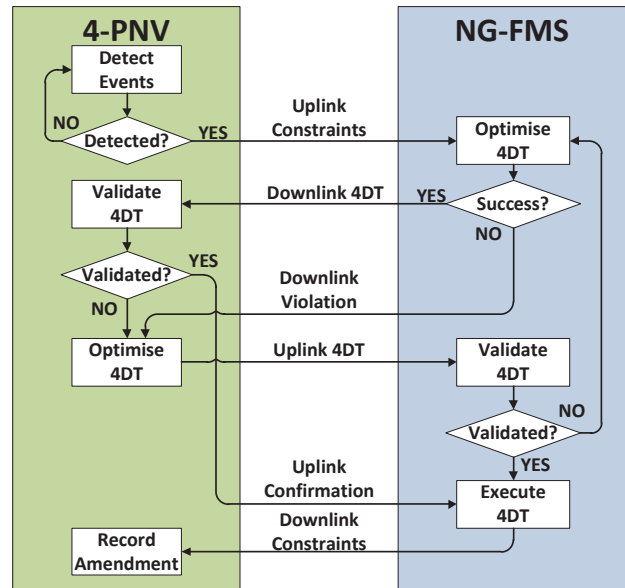 4-PNV
NG-FMS
Detect
Events
NO
Detected?
YES
Uplink
Constraints
Optimise
4DT
Validate
4DT
Downlink 4DT
YES
Success?
NO
Validated?
YES
NO
Downlink
Violation
Optimise
4DT
Uplink 4DT
Validate
4DT
NO
Validated?
YES
Uplink
Confirmation
Execute
4DT
Downlink
Constraints
Record
Amendment